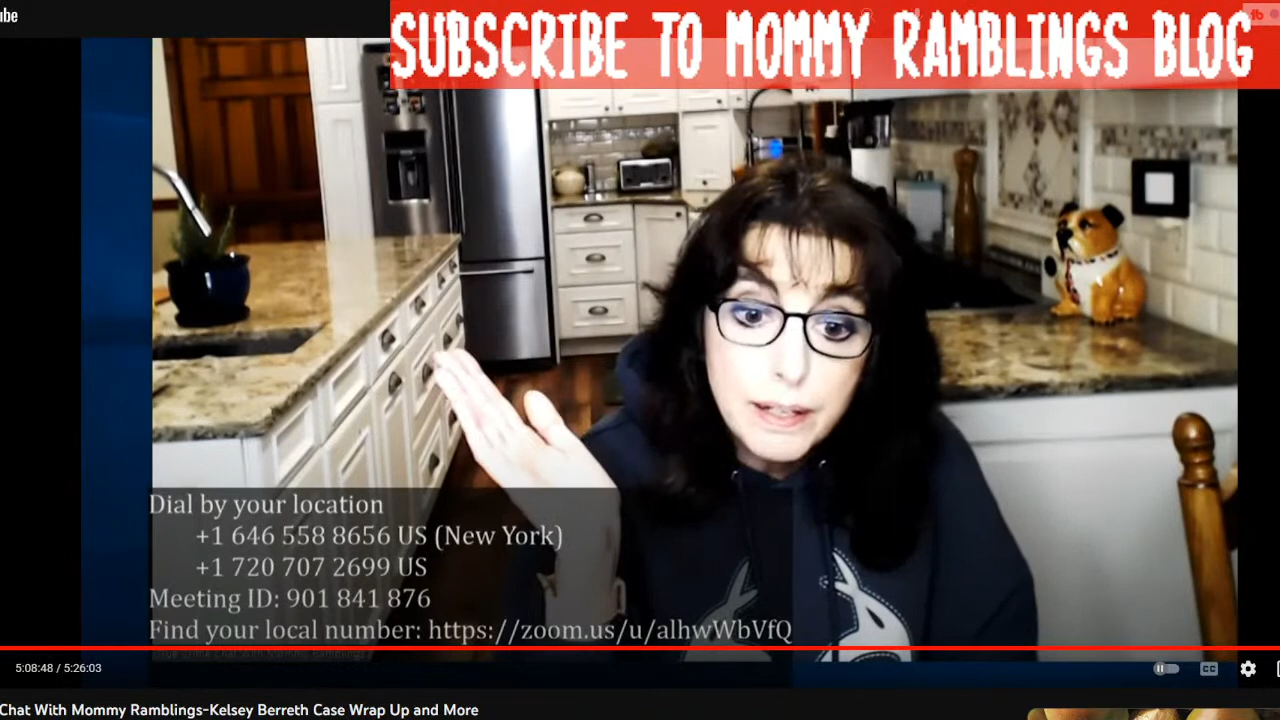 ube
SUBSCRIBE TO MOMMY RAMBLINGS BLOG
Dial by your location
+1 646 558 8656 US (New York)
+1 720 707 2699 US
Meeting ID: 901 841 876
Find your local number: https://zoom.us/u/alhwWbVfQ
5:08:48 / 5:26:03
CC
Chat With Mommy Ramblings-Kelsey Berreth Case Wrap Up and More